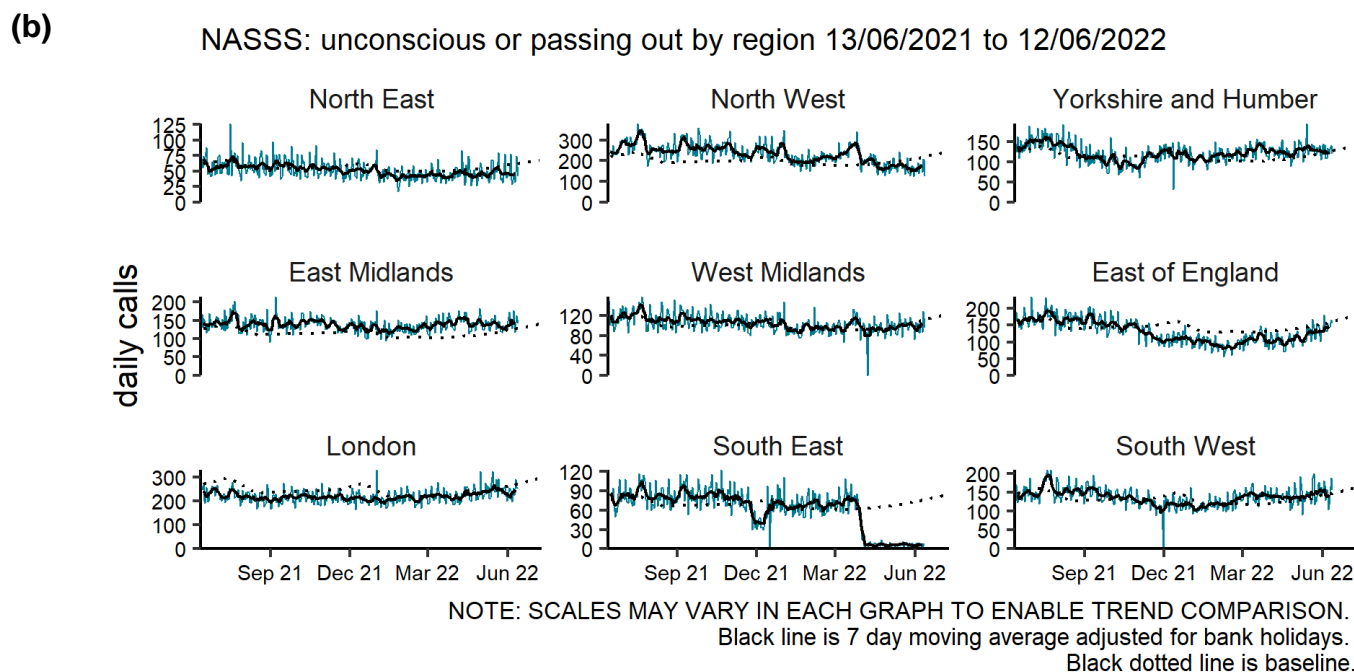 (b)
NASSS: unconscious or passing out by region 13/06/2021 to 12/06/2022
North East
125
100
75
50
25
0
North West
300
200
100
0
Yorkshire and Humber
150
100
50
0
daily calls
East Midlands
200
150
100
50
0
West Midlands
120
80
40
0
East of England
200
150
100
50
0
London
300
200
100
0
South East
120
90
60
30
0
South West
200
150
100
50
0
Sep 21 Dec 21 Mar 22 Jun 22
Sep 21 Dec 21 Mar 22 Jun 22
Sep 21 Dec 21 Mar 22 Jun 22
NOTE: SCALES MAY VARY IN EACH GRAPH TO ENABLE TREND COMPARISON.
Black line is 7 day moving average adjusted for bank holidays.
Black dotted line is baseline.